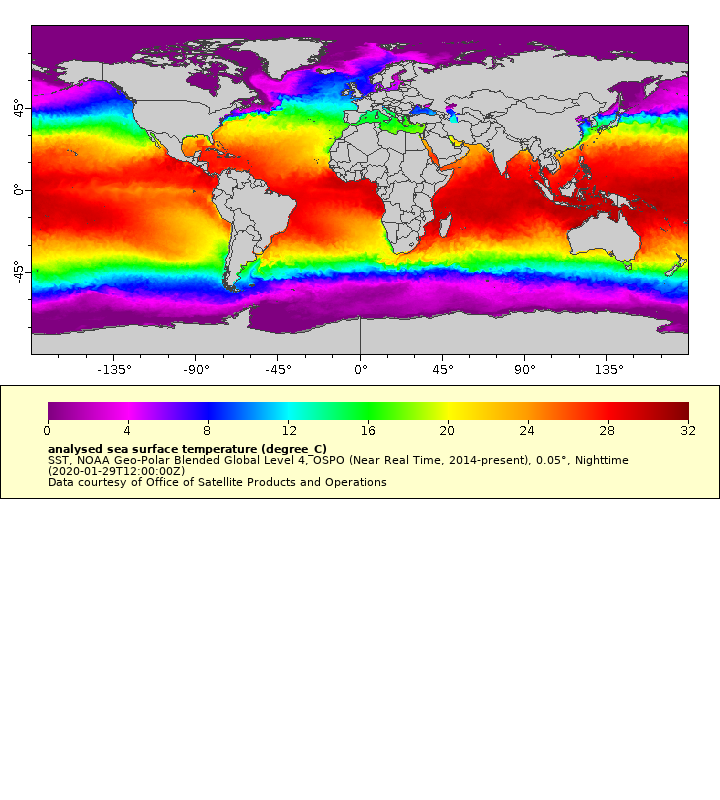 45°
0°
-45°
-135° -90° -45° 0° 45° 90° 135°
0 4 8 12 16 20 24 28 32
analysed sea surface temperature (degree_C)
SST, NOAA Geo-Polar Blended Global Level 4, OSPO (Near Real Time, 2014-present), 0.05°, Nighttime
(2020-01-29T12:00:00Z)
Data courtesy of Office of Satellite Products and Operations